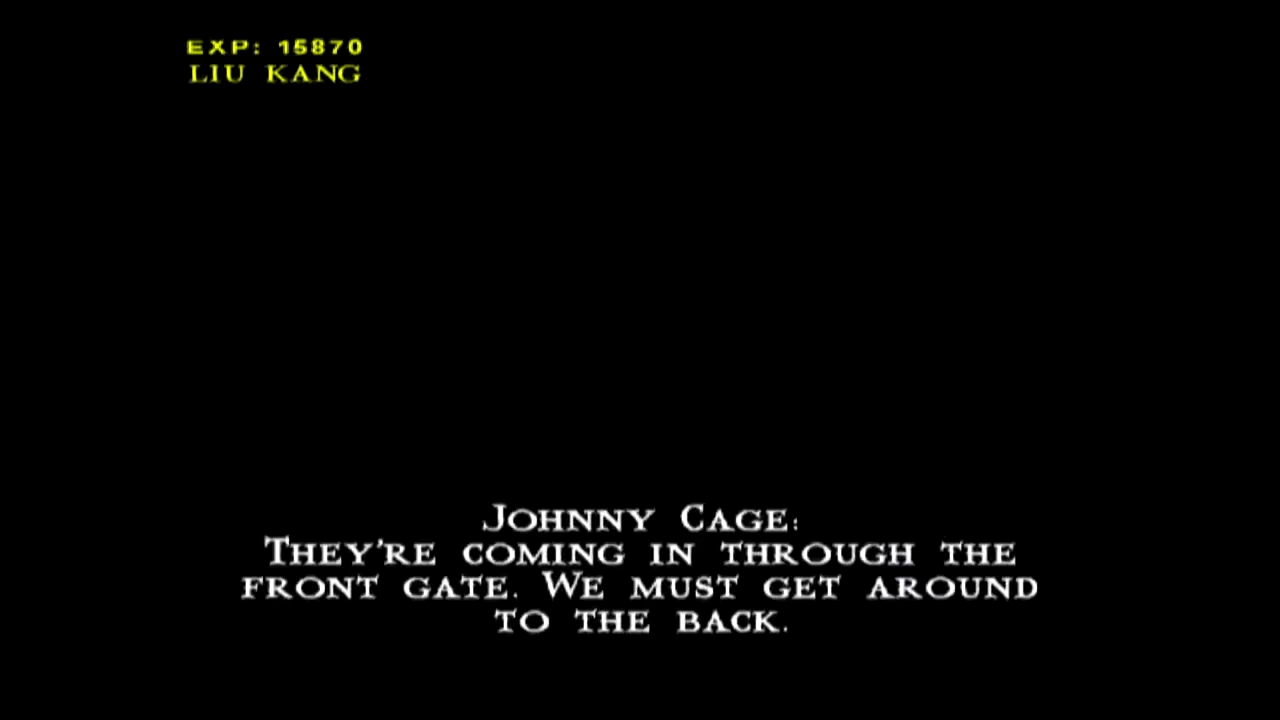 EXP: 15870
LIU KANG
JOHNNY CAGE:
THEY'RE COMING IN THROUGH THE
FRONT GATE. WE MUST GET AROUND
TO THE BACK.